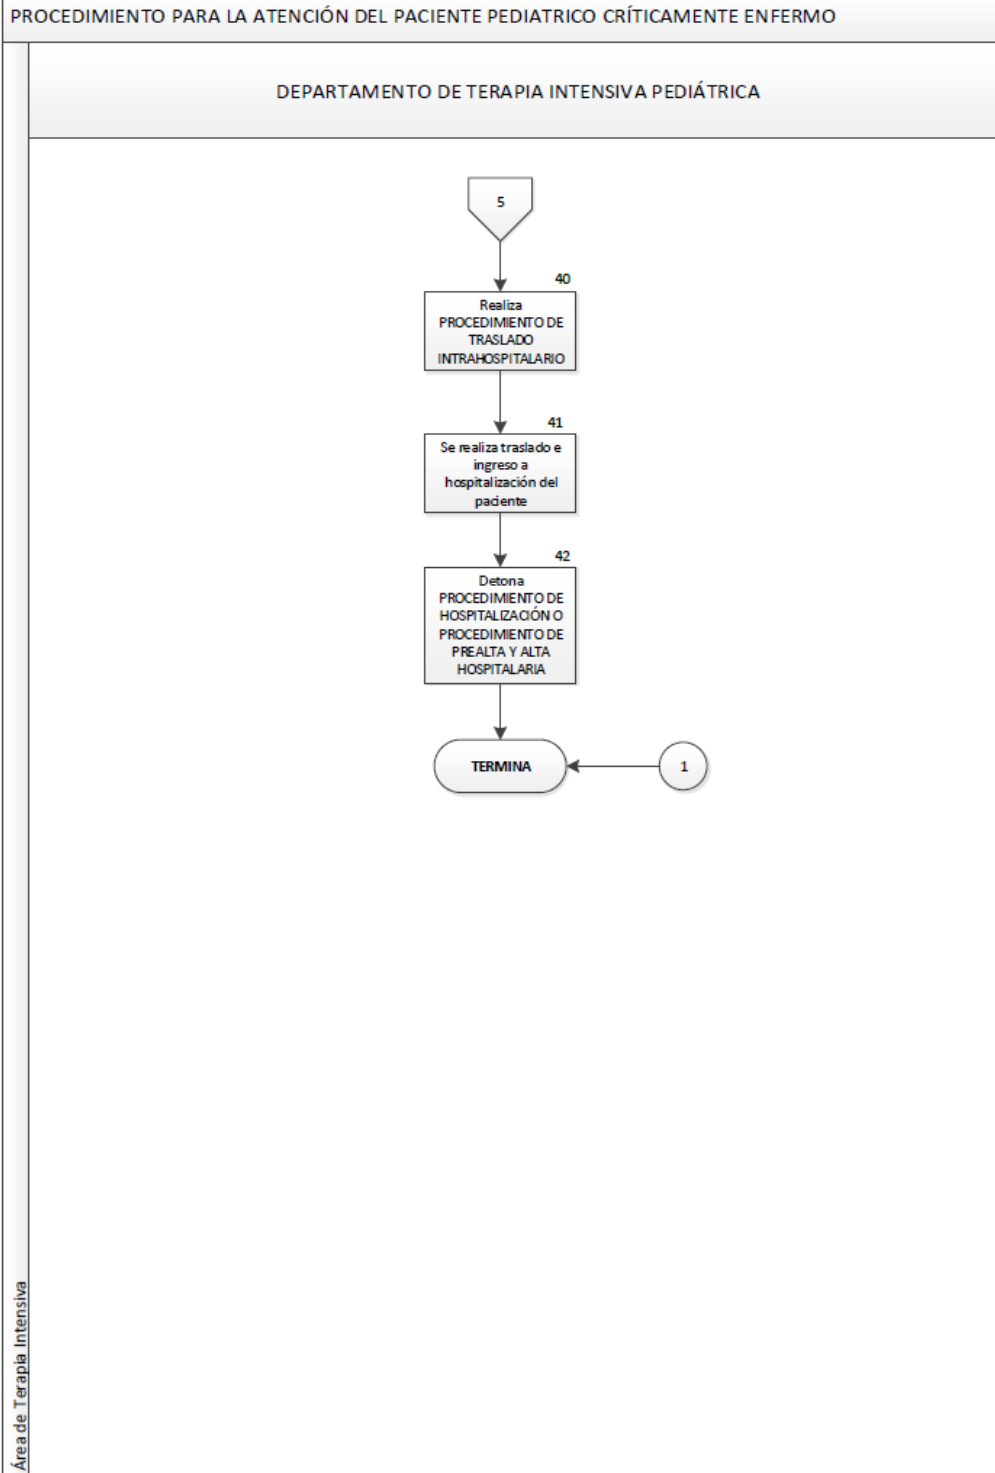 PROCEDIMIENTO PARA LA ATENCIÓN DEL PACIENTE PEDIATRICO CRÍTICAMENTE ENFERMO
DEPARTAMENTO DE TERAPIA INTENSIVA PEDIÁTRICA
5
40
Realiza
PROCEDIMIENTO DE
TRASLADO
INTRAHOSPITALARIO
41
Se realiza traslado e
ingreso a
hospitalización del
paciente
42
Detona
PROCEDIMIENTO DE
HOSPITALIZACIÓN O
PROCEDIMIENTO DE
PREALTA Y ALTA
HOSPITALARIA
TERMINA
1
Área de Terapia Intensiva